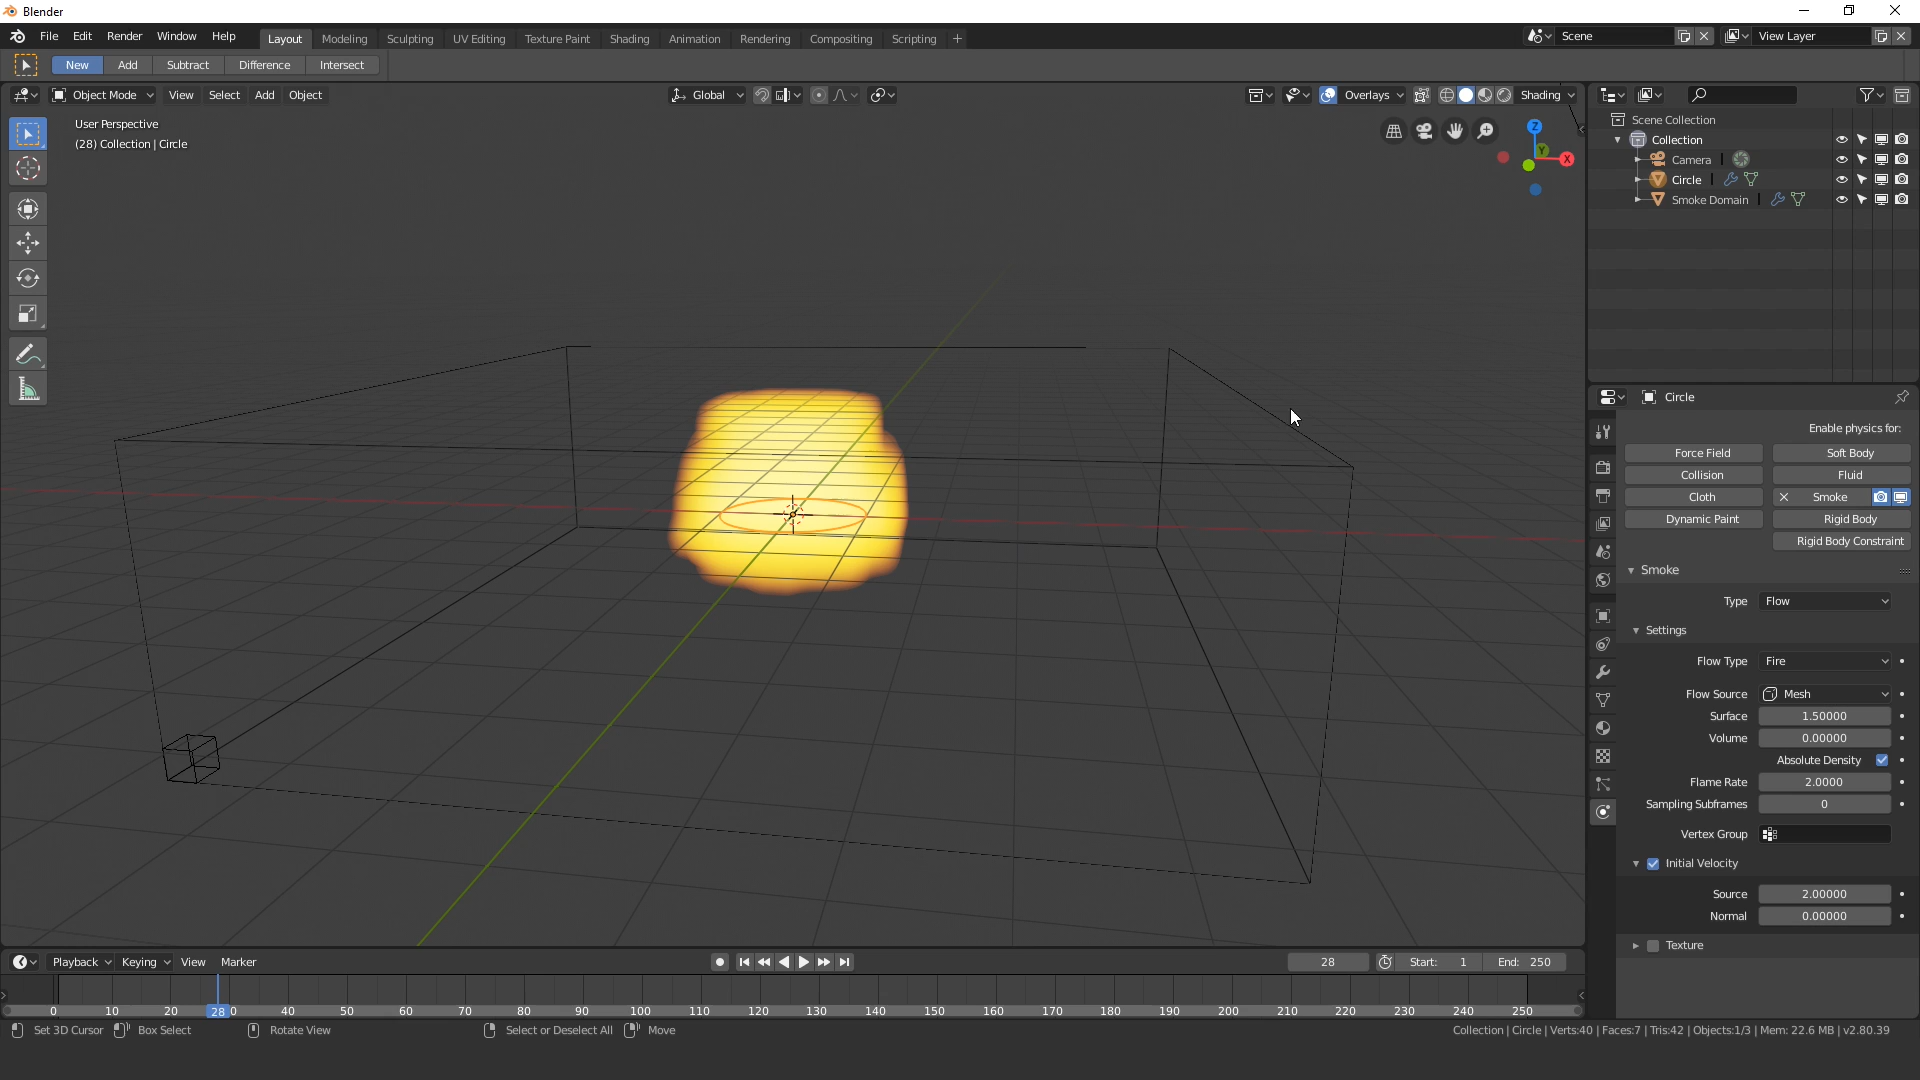 Blender
File Edit Render Window Help Layout Modeling Sculpting UV Editing Texture Paint Shading Animation Rendering Compositing Scripting + Scene View Layer
New Add Subtract Difference Intersect
Object Mode View Select Add Object Global Overlays Shading
User Perspective
(28) Collection | Circle
Z
Y
X
Scene Collection
Collection
Camera
Circle
Smoke Domain
Circle
Enable physics for:
Force Field Soft Body
Collision Fluid
Cloth Smoke
Dynamic Paint Rigid Body
Rigid Body Constraint
Smoke
Type Flow
Settings
Flow Type Fire
Flow Source Mesh
Surface 1.50000
Volume 0.00000
Absolute Density
Flame Rate 2.0000
Sampling Subframes 0
Vertex Group
Initial Velocity
Source 2.00000
Normal 0.00000
Texture
Playback Keying View Marker 28 Start: 1 End: 250
0 10 20 28 0 40 50 60 70 80 90 100 110 120 130 140 150 160 170 180 190 200 210 220 230 240 250
Set 3D Cursor Box Select Rotate View Select or Deselect All Move Collection | Circle | Verts:40 | Faces:7 | Tris:42 | Objects:1/3 | Mem: 22.6 MB | v2.80.39